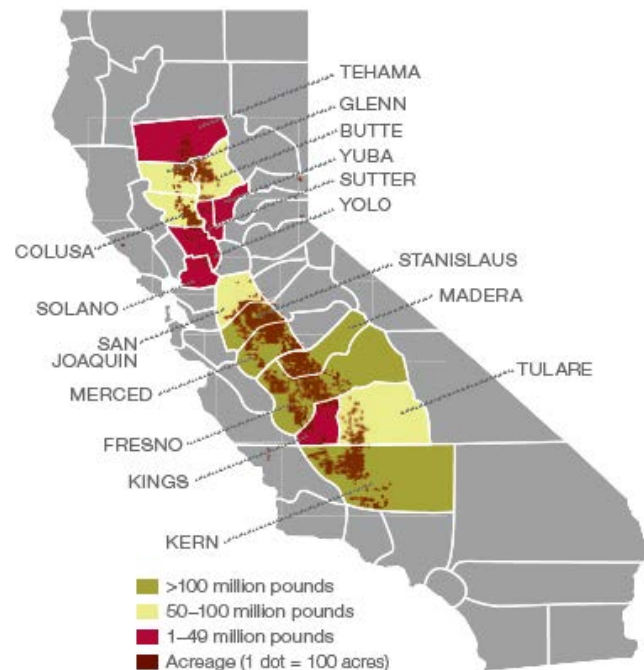 TEHAMA
GLENN
BUTTE
YUBA
SUTTER
YOLO
COLUSA
STANISLAUS
MADERA
SOLANO
SAN
JOAQUIN
TULARE
MERCED
FRESNO
KINGS
KERN
>100 million pounds
50–100 million pounds
1–49 million pounds
Acreage (1 dot = 100 acres)